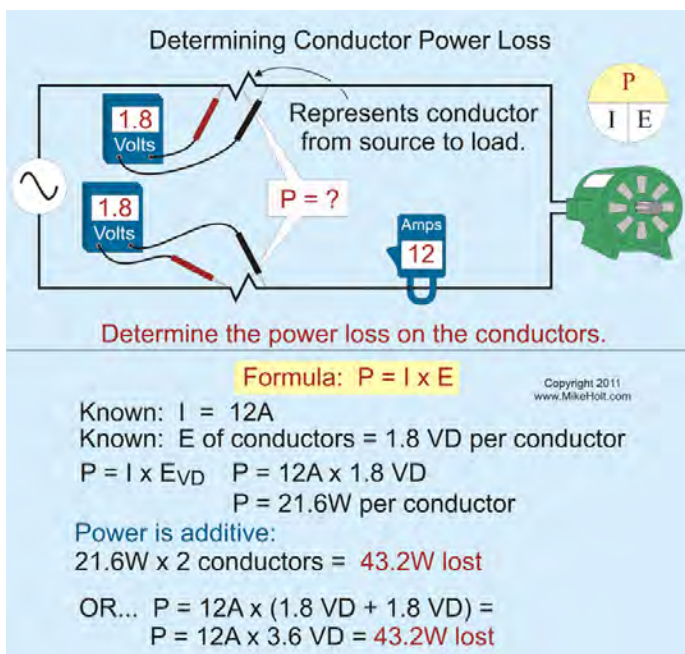 Determining Conductor Power Loss
1.8
Volts
Represents conductor
from source to load.
P
I E
1.8
Volts
P = ?
Amps
12
Determine the power loss on the conductors.
Formula: P = I x E
Copyright 2011
www.MikeHolt.com
Known: I = 12A
Known: E of conductors = 1.8 VD per conductor
P = I x EVD P = 12A x 1.8 VD
P = 21.6W per conductor
Power is additive:
21.6W x 2 conductors = 43.2W lost
OR... P = 12A x (1.8 VD + 1.8 VD) =
P = 12A x 3.6 VD = 43.2W lost